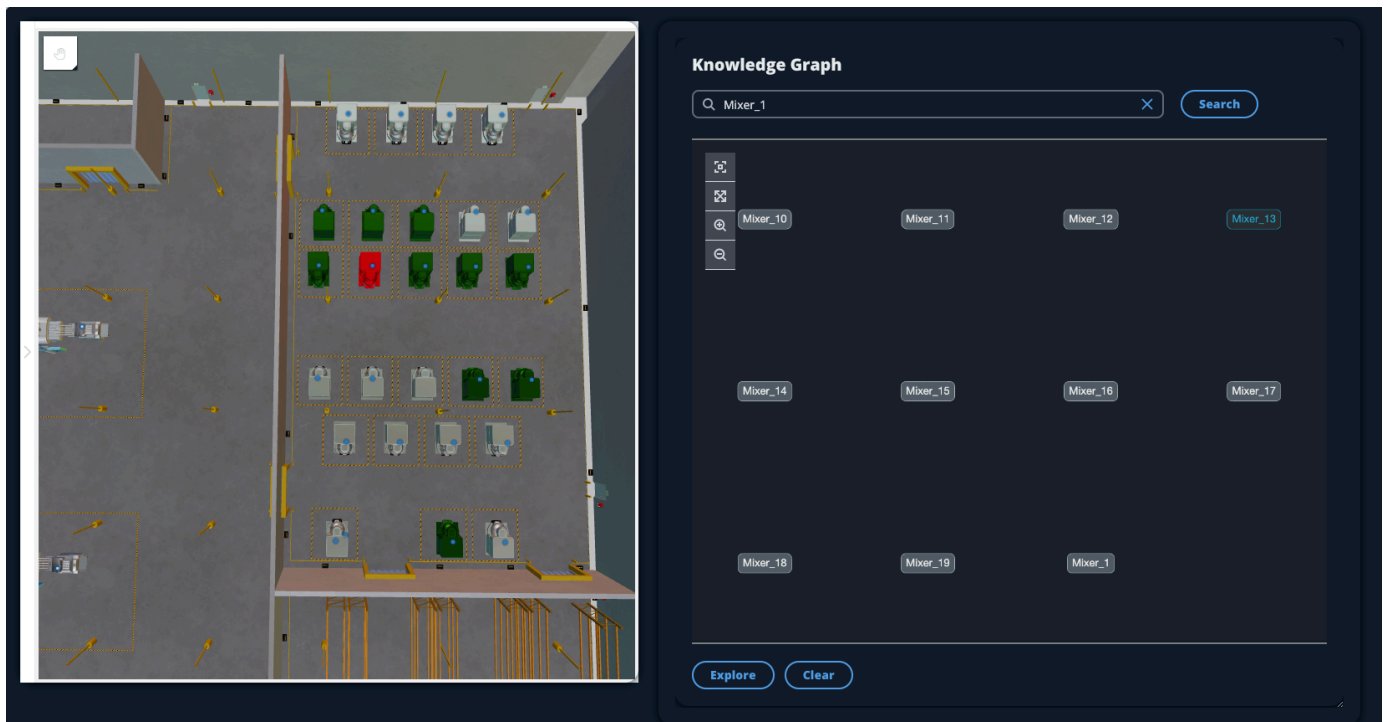 Knowledge Graph
Mixer_1
Search
Mixer_10
Mixer_11
Mixer_12
Mixer_13
Mixer_14
Mixer_15
Mixer_16
Mixer_17
Mixer_18
Mixer_19
Mixer_1
Explore
Clear